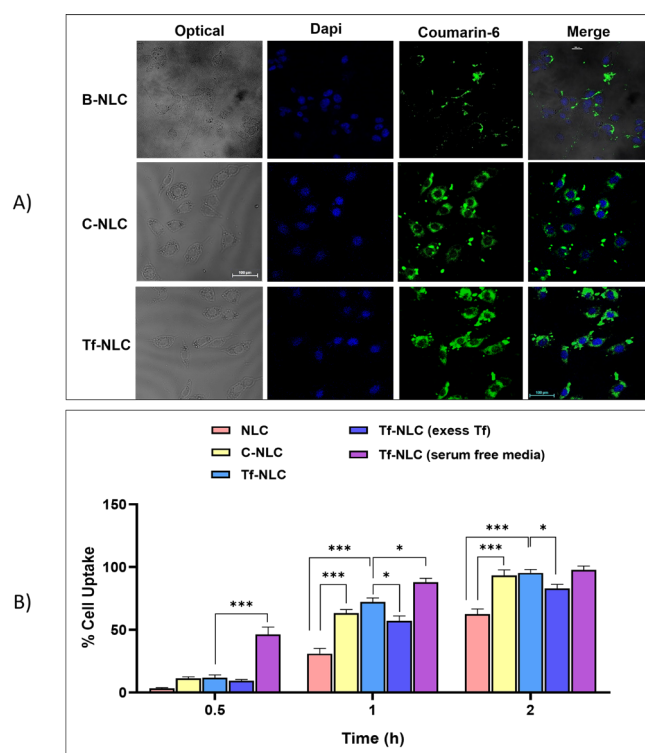 A)
Optical Dapi Coumarin-6 Merge
B-NLC
C-NLC
100 µm
Tf-NLC
100 µm
B)
NLC Tf-NLC (exess Tf)
C-NLC Tf-NLC (serum free media)
Tf-NLC
% Cell Uptake
150
100
50
0
***
*** *** * *
*** *** *
0.5 1 2
Time (h)